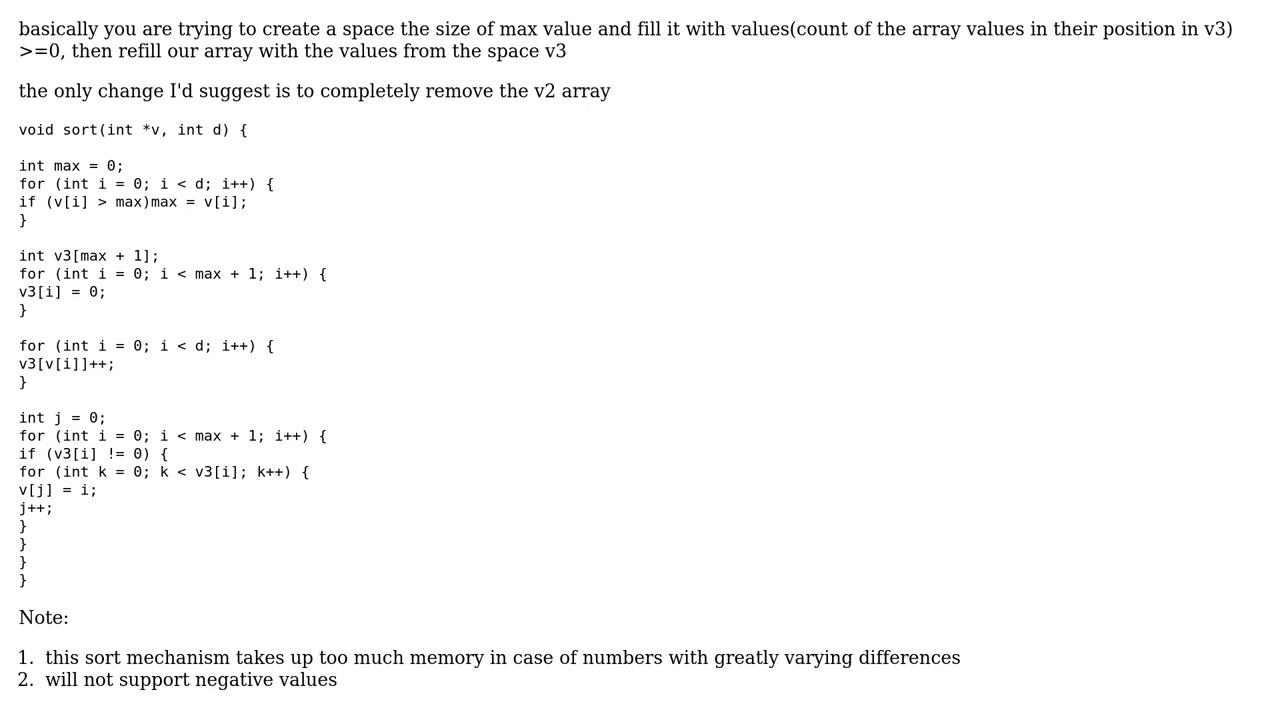 basically you are trying to create a space the size of max value and fill it with values(count of the array values in their position in v3)
>=0, then refill our array with the values from the space v3
the only change I'd suggest is to completely remove the v2 array
void sort(int *v, int d) {
int max = 0;
for (int i = 0; i < d; i++) {
if (v[i] > max)max = v[i];
}
int v3[max + 1];
for (int i = 0; i < max + 1; i++) {
v3[i] = 0;
}
for (int i = 0; i < d; i++) {
v3[v[i]]++;
}
int j = 0;
for (int i = 0; i < max + 1; i++) {
if (v3[i] != 0) {
for (int k = 0; k < v3[i]; k++) {
v[j] = i;
j++;
}
}
}
}
Note:
1. this sort mechanism takes up too much memory in case of numbers with greatly varying differences
2. will not support negative values